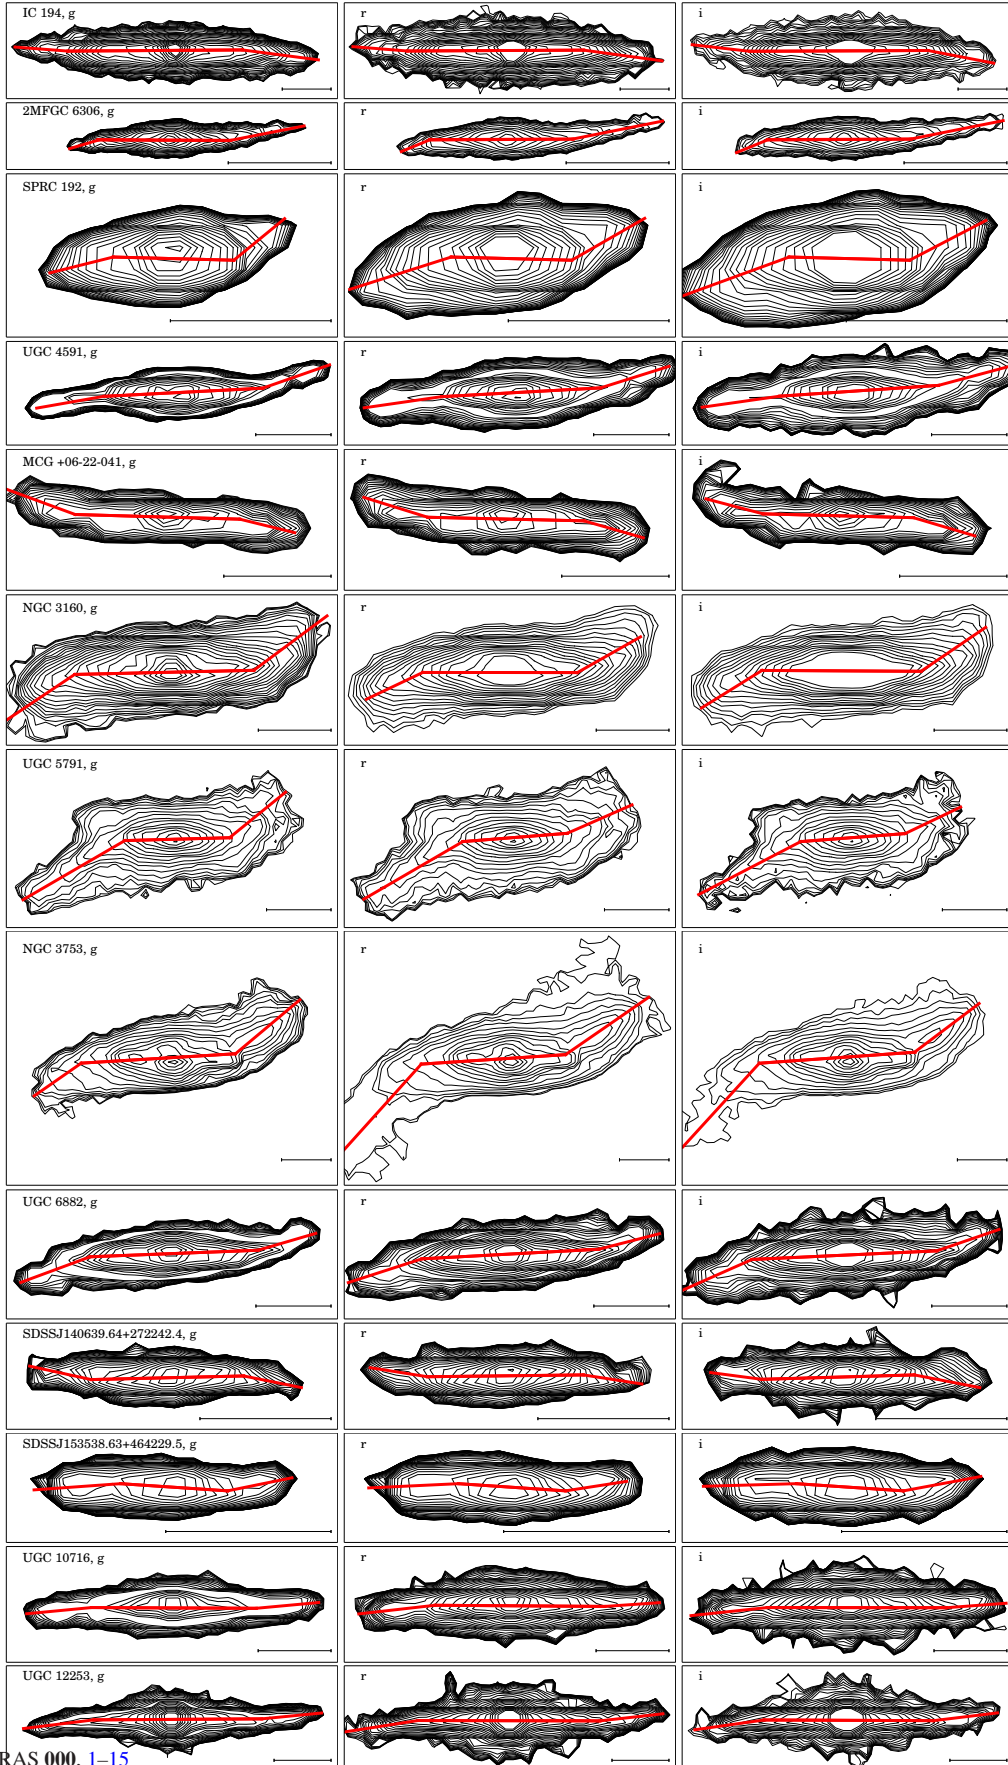 IC 194, g r i
2MFGC 6306, g r i
SPRC 192, g r i
UGC 4591, g r i
MCG +06-22-041, g r i
NGC 3160, g r i
UGC 5791, g r i
NGC 3753, g r i
UGC 6882, g r i
SDSSJ140639.64+272242.4, g r i
SDSSJ153538.63+464229.5, g r i
UGC 10716, g r i
UGC 12253, g r i
RAS 000, 1–15